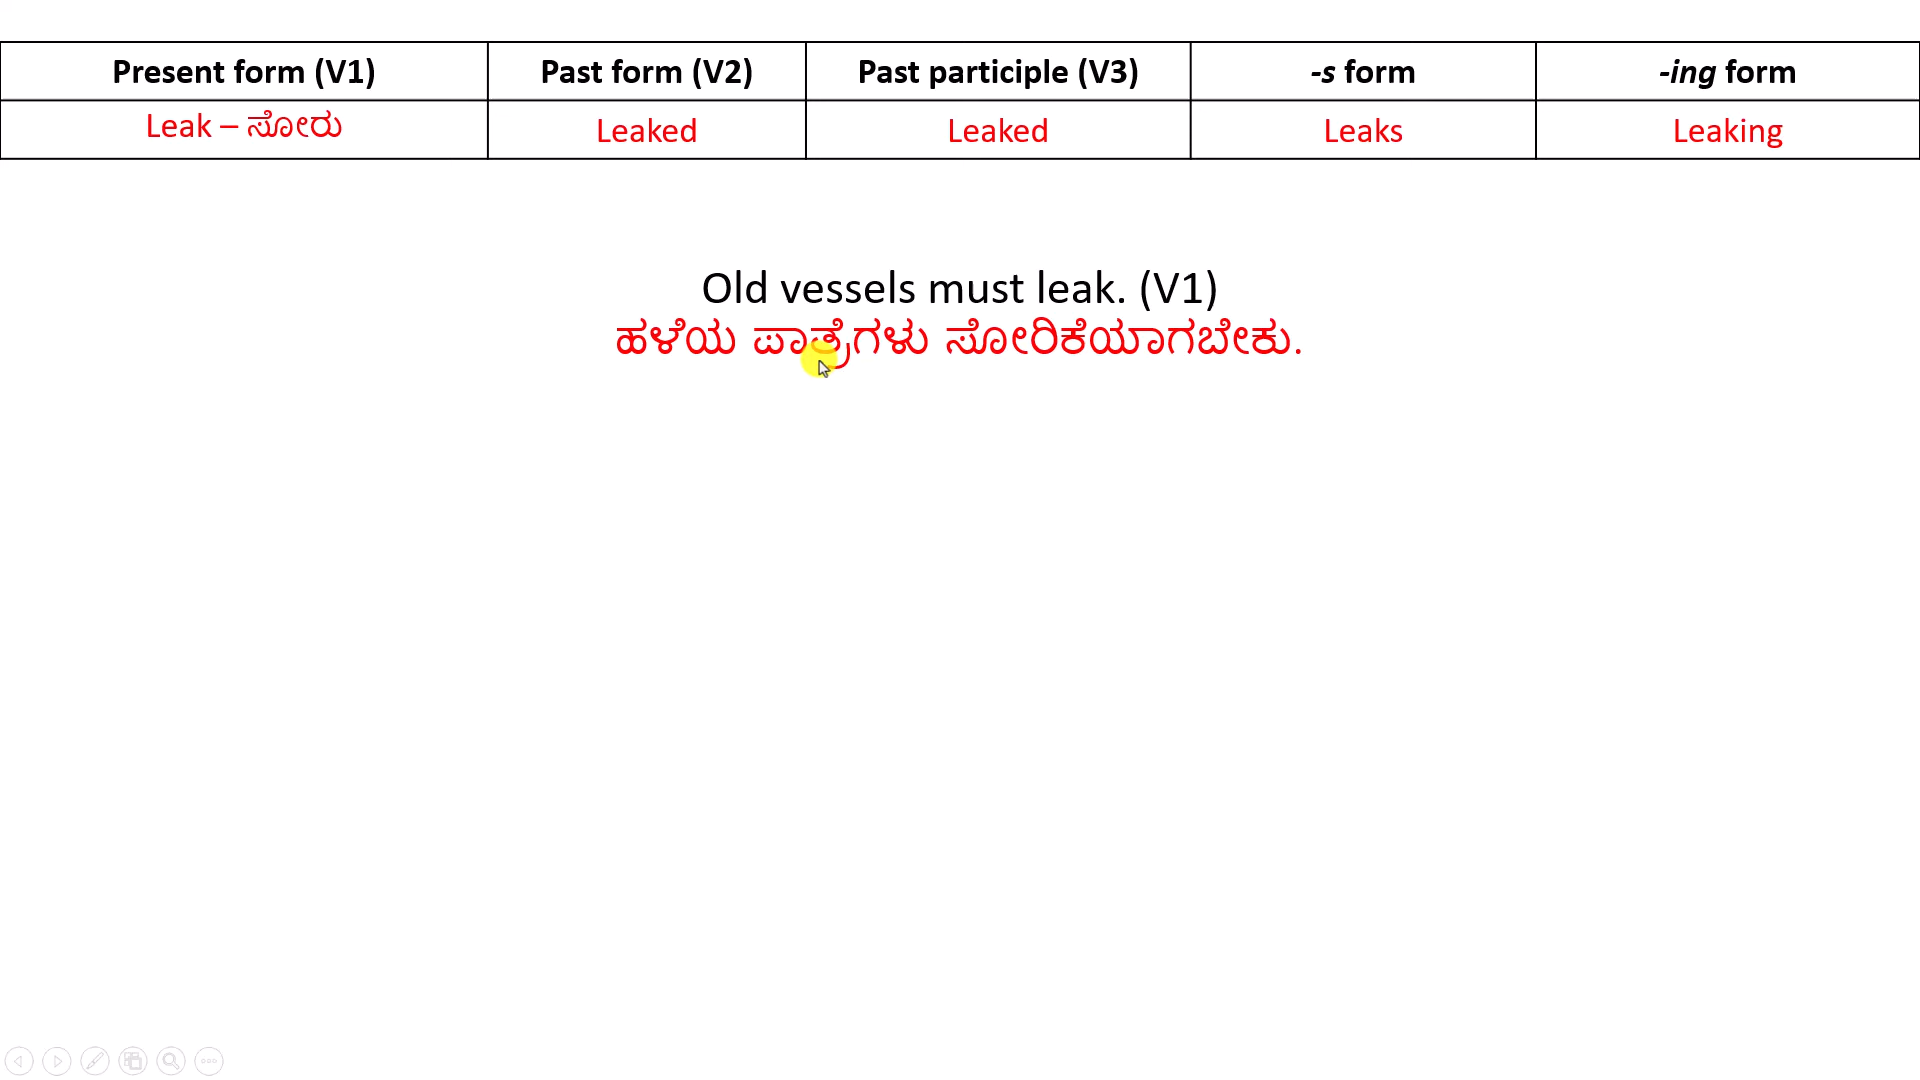 Present form (V1) Past form (V2) Past participle (V3) -s form -ing form
Leak – ಸೋರು Leaked Leaked Leaks Leaking
Old vessels must leak. (V1)
ಹಳೆಯ ಪಾತ್ರೆಗಳು ಸೋರಿಕೆಯಾಗಬೇಕು.